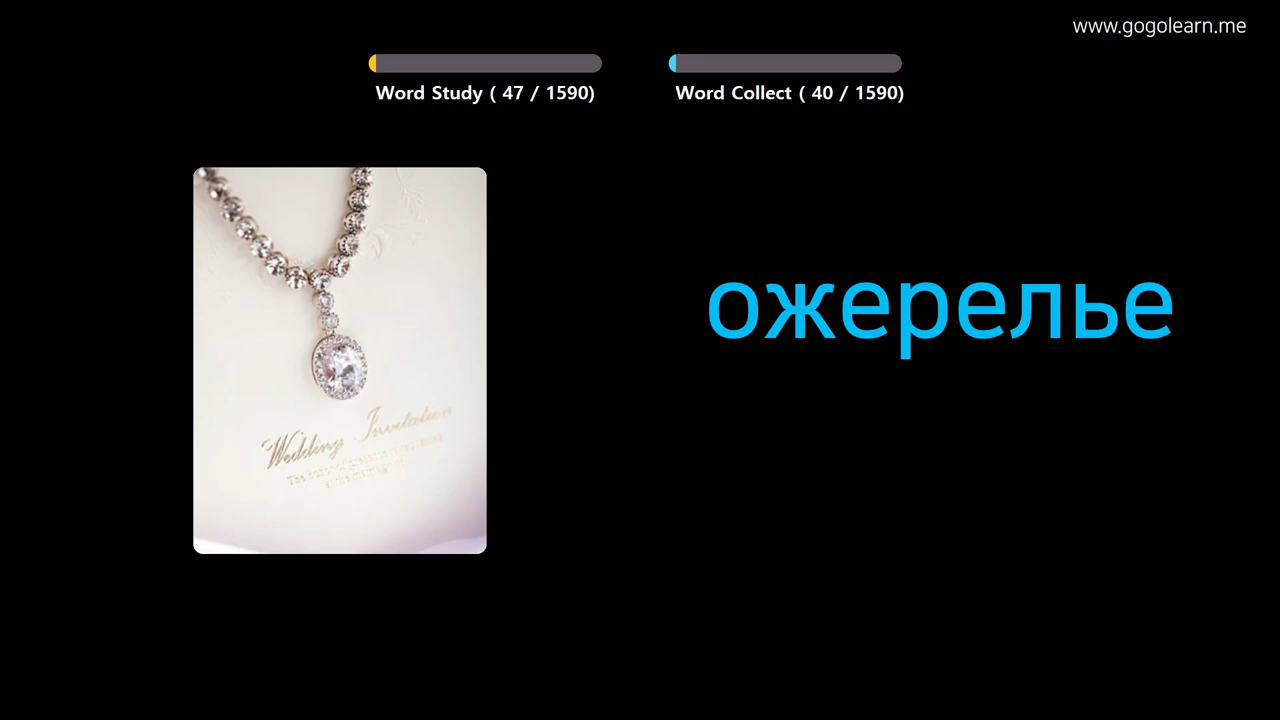 www.gogolearn.me
Word Study ( 47 / 1590)
Word Collect ( 40 / 1590)
ожерелье
Wedding Invitation